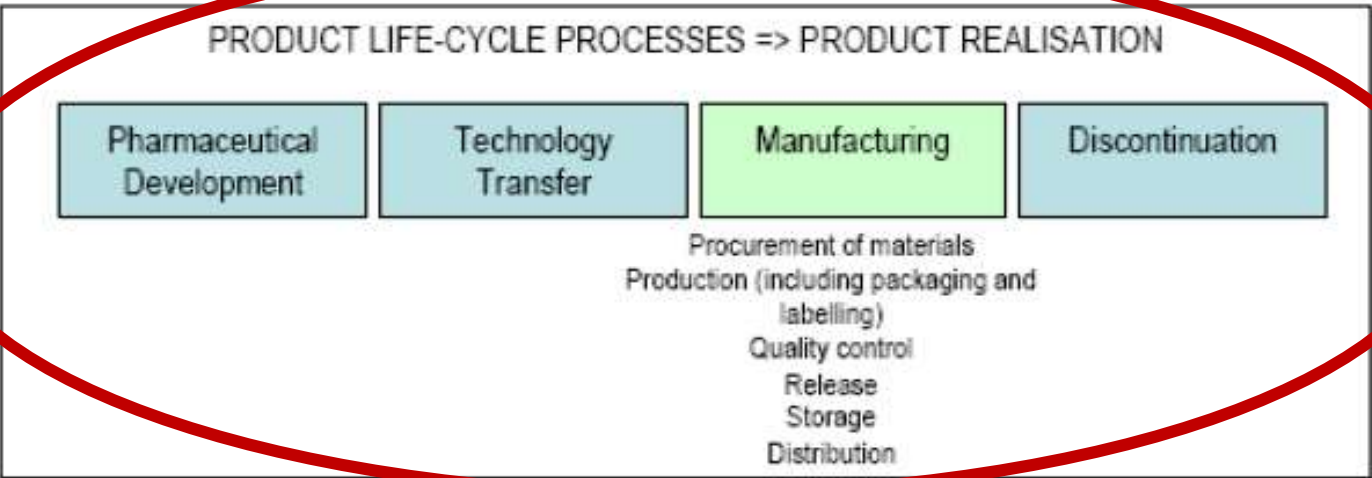 PRODUCT LIFE-CYCLE PROCESSES => PRODUCT REALISATION
Pharmaceutical
Development
Technology
Transfer
Manufacturing
Discontinuation
Procurement of materials
Production (including packaging and
labelling)
Quality control
Release
Storage
Distribution